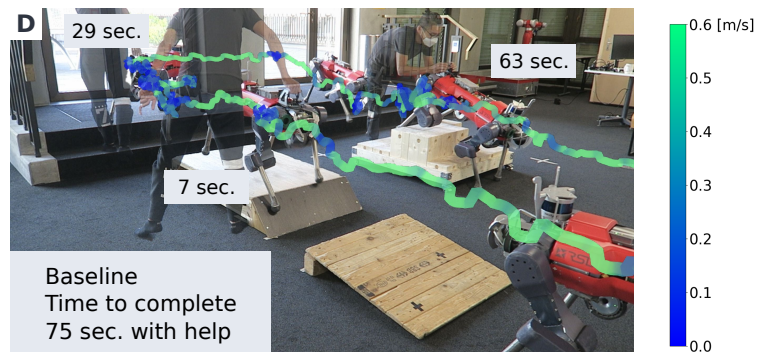 D
29 sec.
63 sec.
7 sec.
Baseline
Time to complete
75 sec. with help
0.6 [m/s]
0.5
0.4
0.3
0.2
0.1
0.0